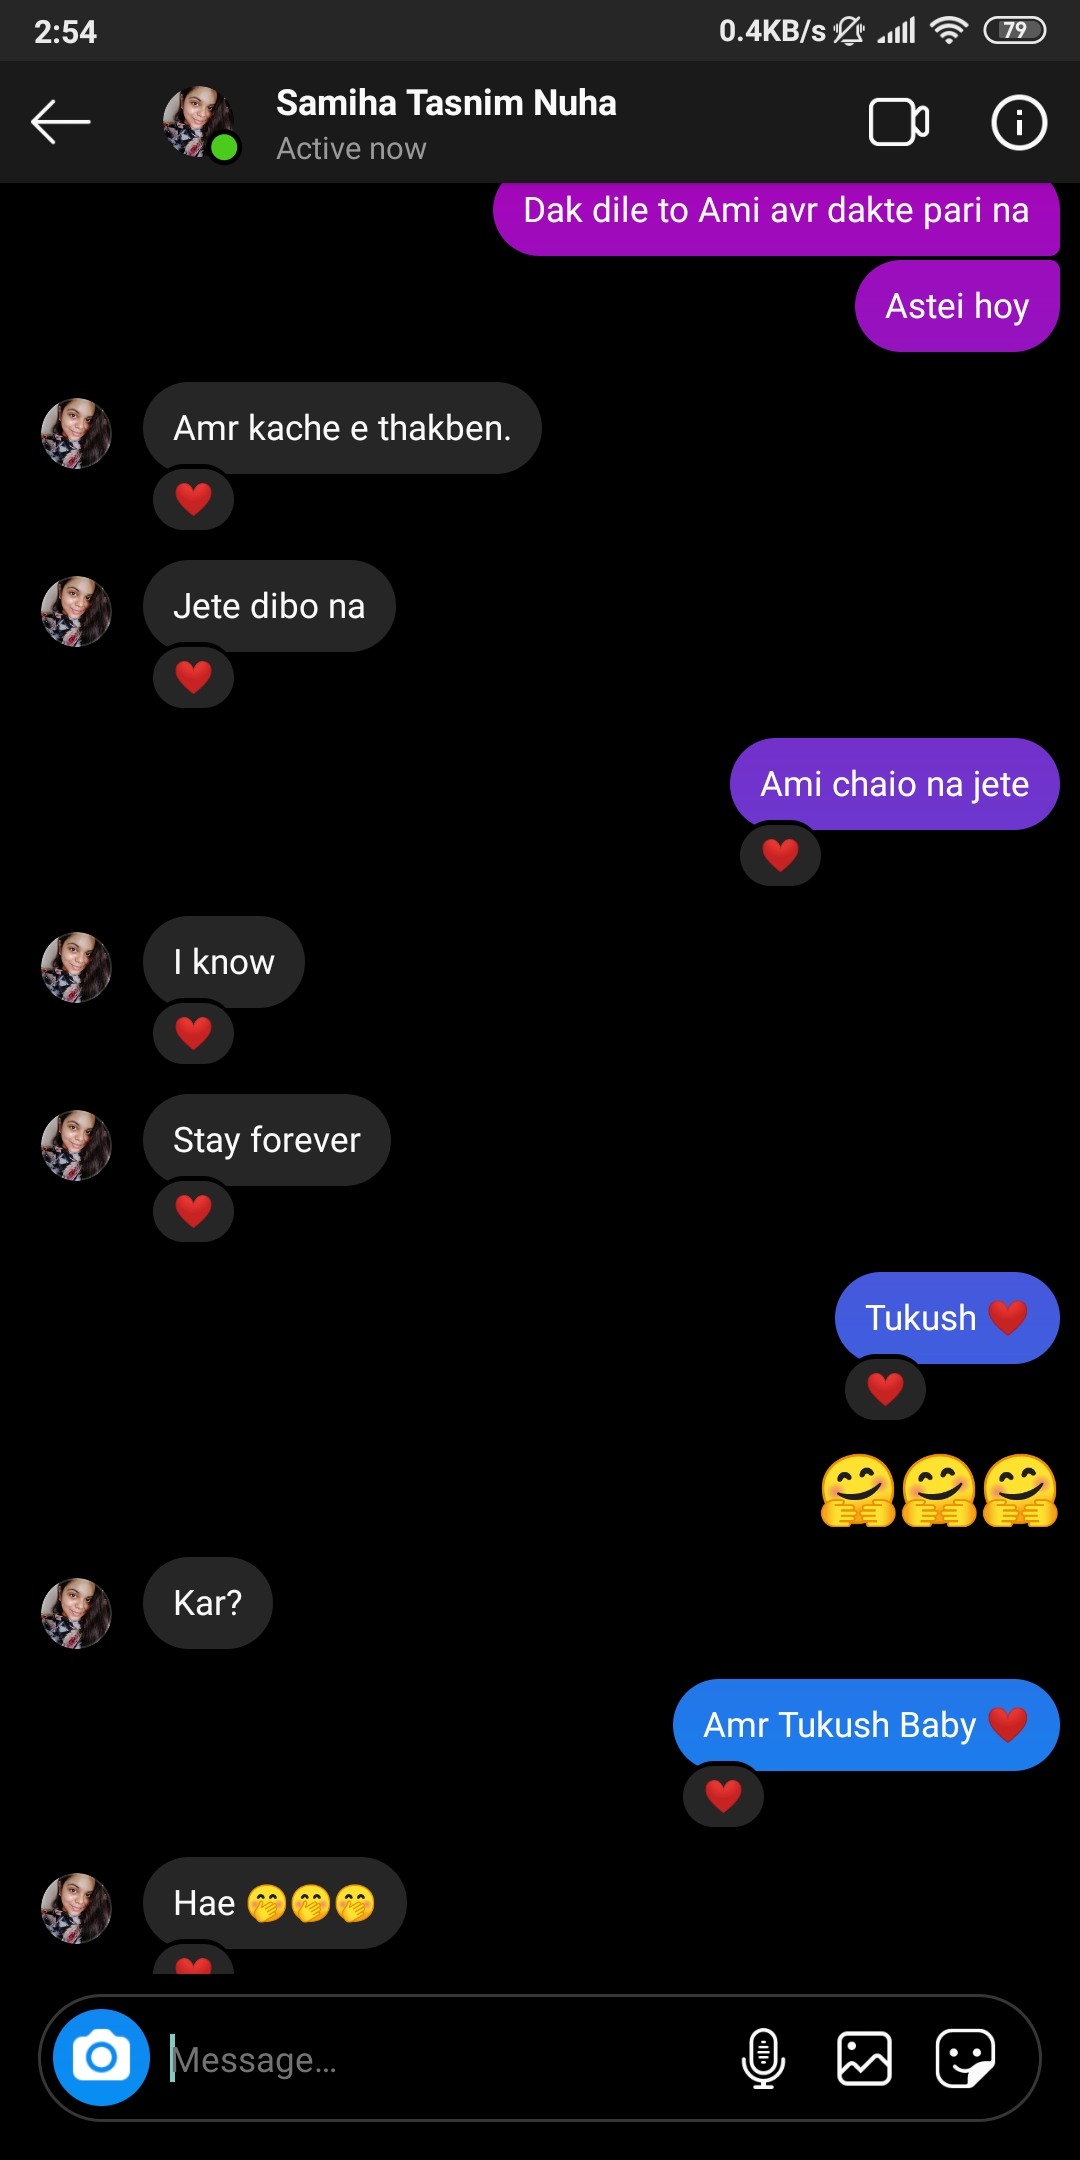 2:54
0.4KB/s
79
Samiha Tasnim Nuha
Active now
Dak dile to Ami avr dakte pari na
Astei hoy
Amr kache e thakben.
❤️
Jete dibo na
❤️
Ami chaio na jete
❤️
I know
❤️
Stay forever
❤️
Tukush ❤️
❤️
🤗🤗🤗
Kar?
Amr Tukush Baby ❤️
❤️
Hae 🤭🤭🤭
❤️
Message...